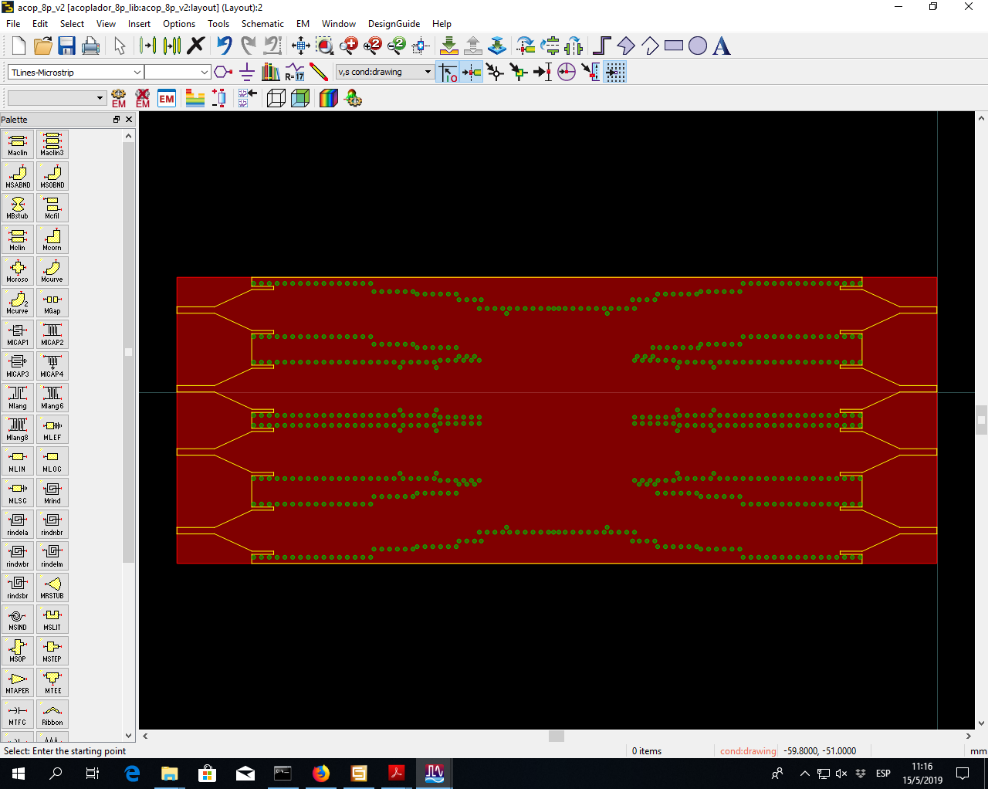 acop_8p_v2 [acoplador_8p_lib:acop_8p_v2:layout] (Layout):2
File Edit Select View Insert Options Tools Schematic EM Window DesignGuide Help
TLines-Microstrip
v,s cond:drawing
EM EM EM
Palette
Maclin Maclin3
MSABND MSOBND
MBstub Mcfil
Mclin Mcorn
Mcroso Mcurve
Mcurve MGap
MICAP1 MICAP2
MICAP3 MICAP4
Mlang Mlang6
Mlang8 MLEF
MLIN MLOC
MLSC Mrind
rindela rindnbr
rindwbr rindelm
rindsbr MRSTUB
MSIND MSLIT
MSOP MSTEP
MTAPER MTEE
MTFC Ribbon
Select: Enter the starting point
0 items
cond:drawing
-59.8000, -51.0000
mm
ESP
11:16
15/5/2019